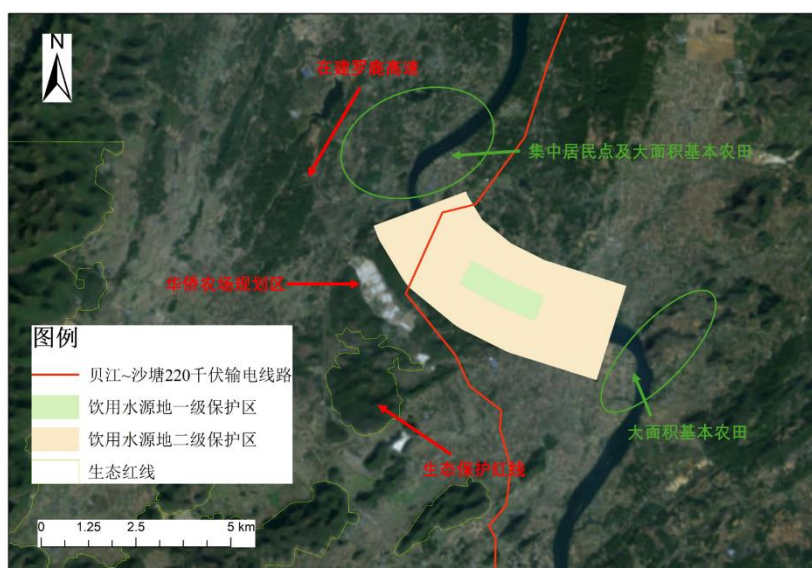 N
在建罗鹿高速
集中居民点及大面积基本农田
华侨农场规划区
图例
贝江~沙塘220千伏输电线路
饮用水源地一级保护区
饮用水源地二级保护区
生态红线
大面积基本农田
生态保护红线
0 1.25 2.5 5 km